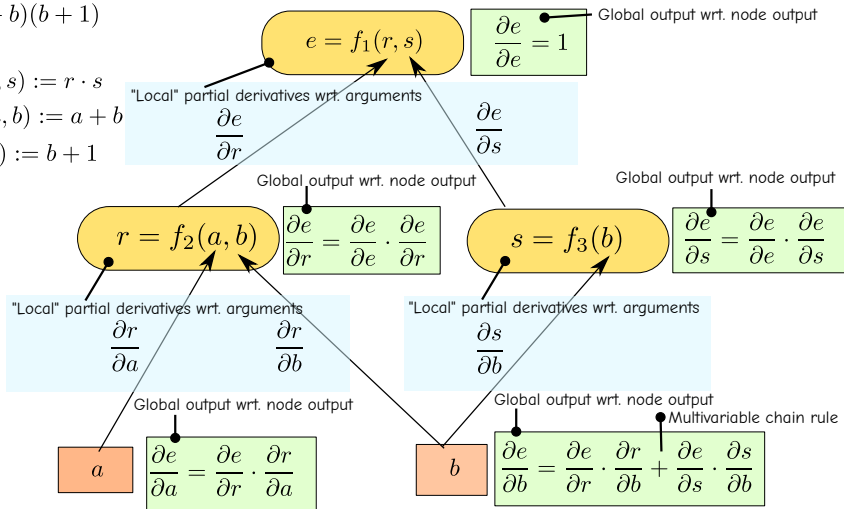 + b)(b + 1)
, s) := r · s
, b) := a + b
) := b + 1
e = f₁(r, s)
∂e/∂e = 1
Global output wrt. node output
"Local" partial derivatives wrt. arguments
∂e/∂r
∂e/∂s
Global output wrt. node output
r = f₂(a, b)
∂e/∂r = ∂e/∂e · ∂e/∂r
Global output wrt. node output
s = f₃(b)
∂e/∂s = ∂e/∂e · ∂e/∂s
"Local" partial derivatives wrt. arguments
∂r/∂a
∂r/∂b
"Local" partial derivatives wrt. arguments
∂s/∂b
Global output wrt. node output
a
∂e/∂a = ∂e/∂r · ∂r/∂a
Global output wrt. node output
Multivariable chain rule
b
∂e/∂b = ∂e/∂r · ∂r/∂b + ∂e/∂s · ∂s/∂b